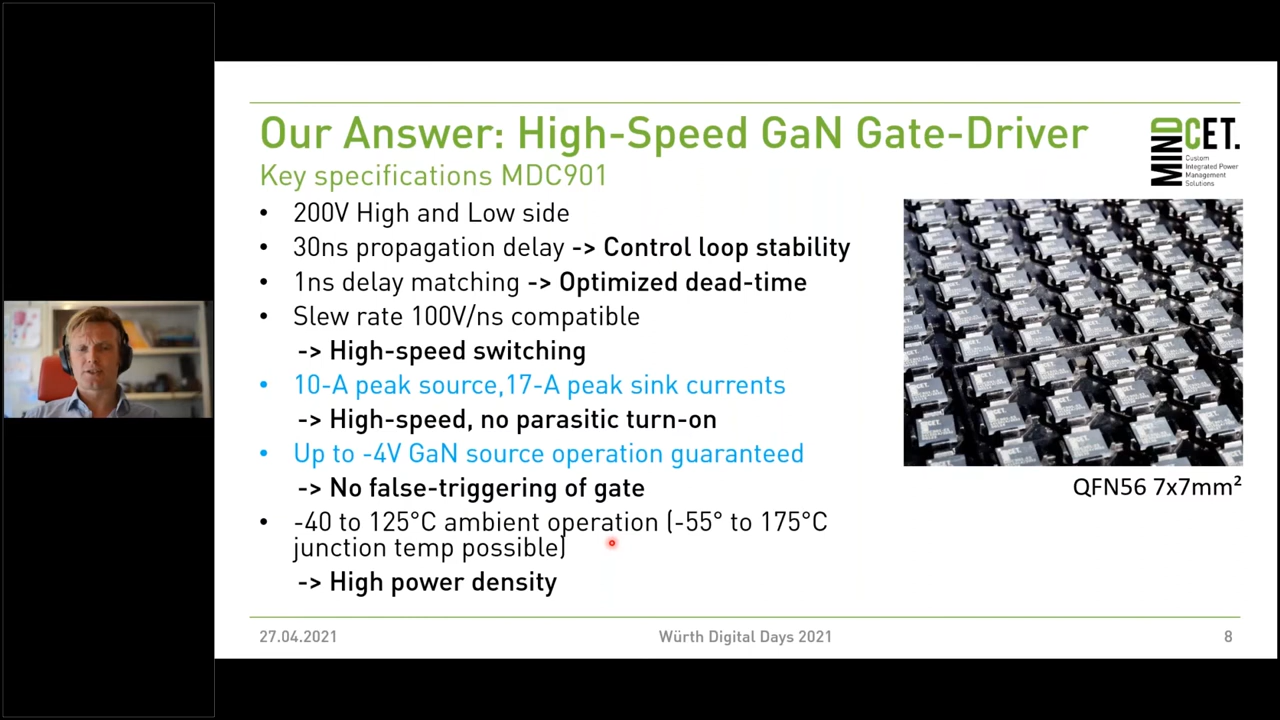 Our Answer: High-Speed GaN Gate-Driver
Key specifications MDC901
MINDCET.
Custom
Integrated Power
Management
Solutions
• 200V High and Low side
• 30ns propagation delay -> Control loop stability
• 1ns delay matching -> Optimized dead-time
• Slew rate 100V/ns compatible
-> High-speed switching
• 10-A peak source,17-A peak sink currents
-> High-speed, no parasitic turn-on
• Up to -4V GaN source operation guaranteed
-> No false-triggering of gate
• -40 to 125°C ambient operation (-55° to 175°C
junction temp possible)
-> High power density
QFN56 7x7mm²
27.04.2021
Würth Digital Days 2021
8